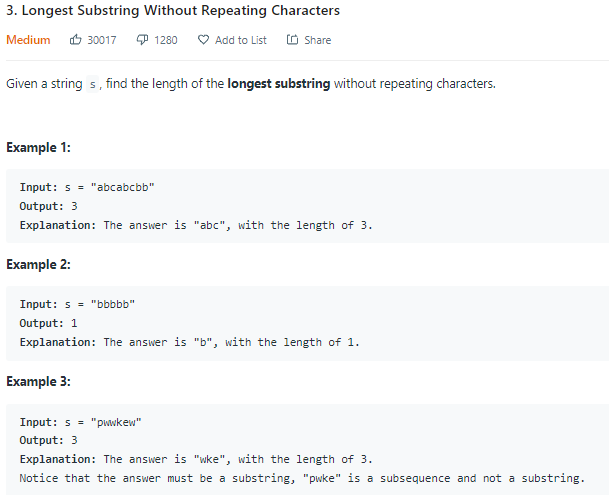 3. Longest Substring Without Repeating Characters
Medium 30017 1280 Add to List Share
Given a string s, find the length of the longest substring without repeating characters.
Example 1:
Input: s = "abcabcbb"
Output: 3
Explanation: The answer is "abc", with the length of 3.
Example 2:
Input: s = "bbbbb"
Output: 1
Explanation: The answer is "b", with the length of 1.
Example 3:
Input: s = "pwwkew"
Output: 3
Explanation: The answer is "wke", with the length of 3.
Notice that the answer must be a substring, "pwke" is a subsequence and not a substring.